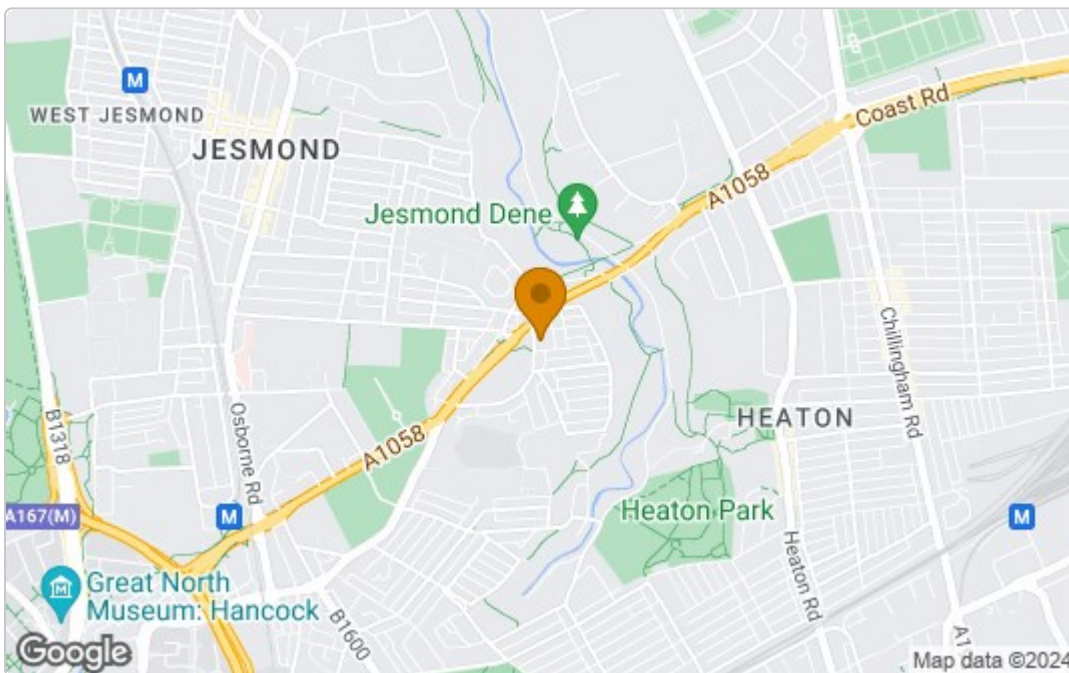 M
WEST JESMOND
JESMOND
Coast Rd
A1058
Jesmond Dene
Chillingham Rd
B1318
Osborne Rd
A1058
HEATON
A167(M)
M
Heaton Park
M
Great North
Museum: Hancock
Heaton Rd
B1600
A1
Google
Map data ©2024